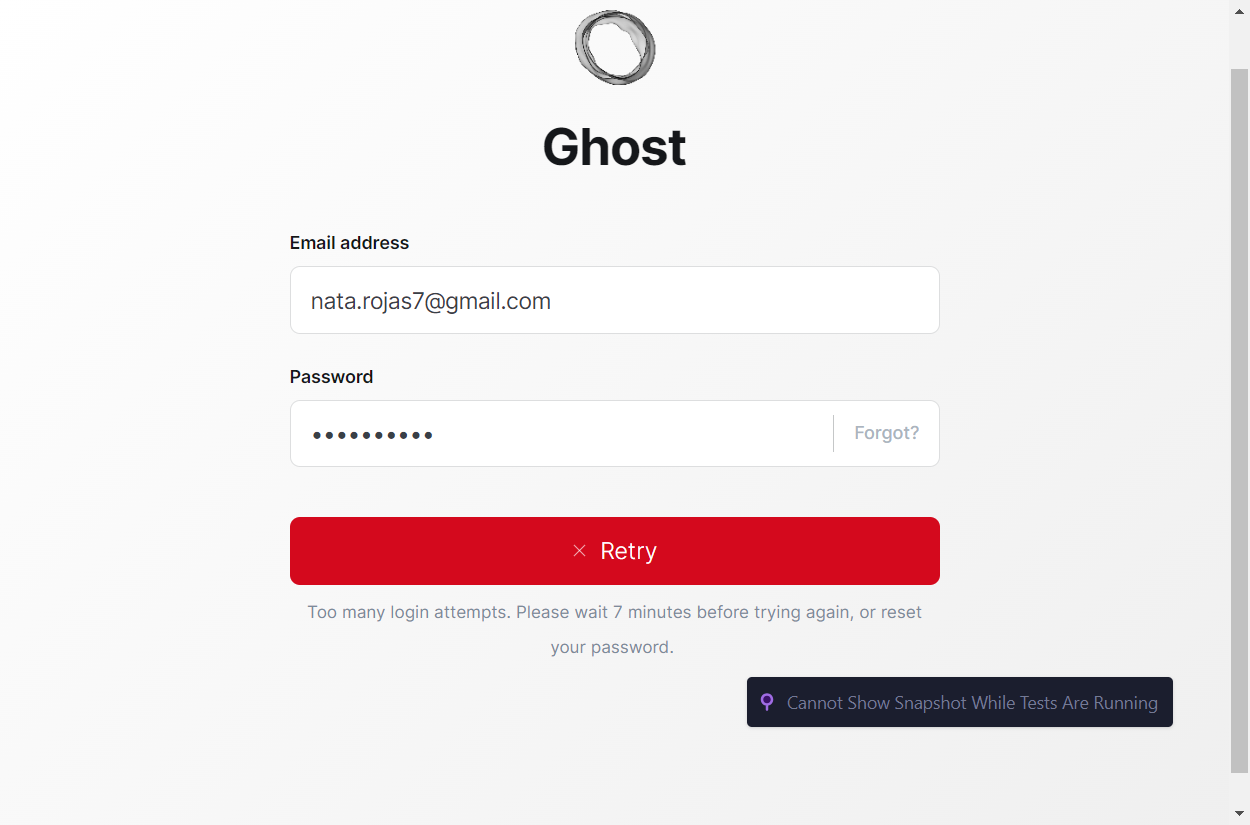 Ghost
Email address
nata.rojas7@gmail.com
Password
••••••••••
Forgot?
Retry
Too many login attempts. Please wait 7 minutes before trying again, or reset
your password.
Cannot Show Snapshot While Tests Are Running